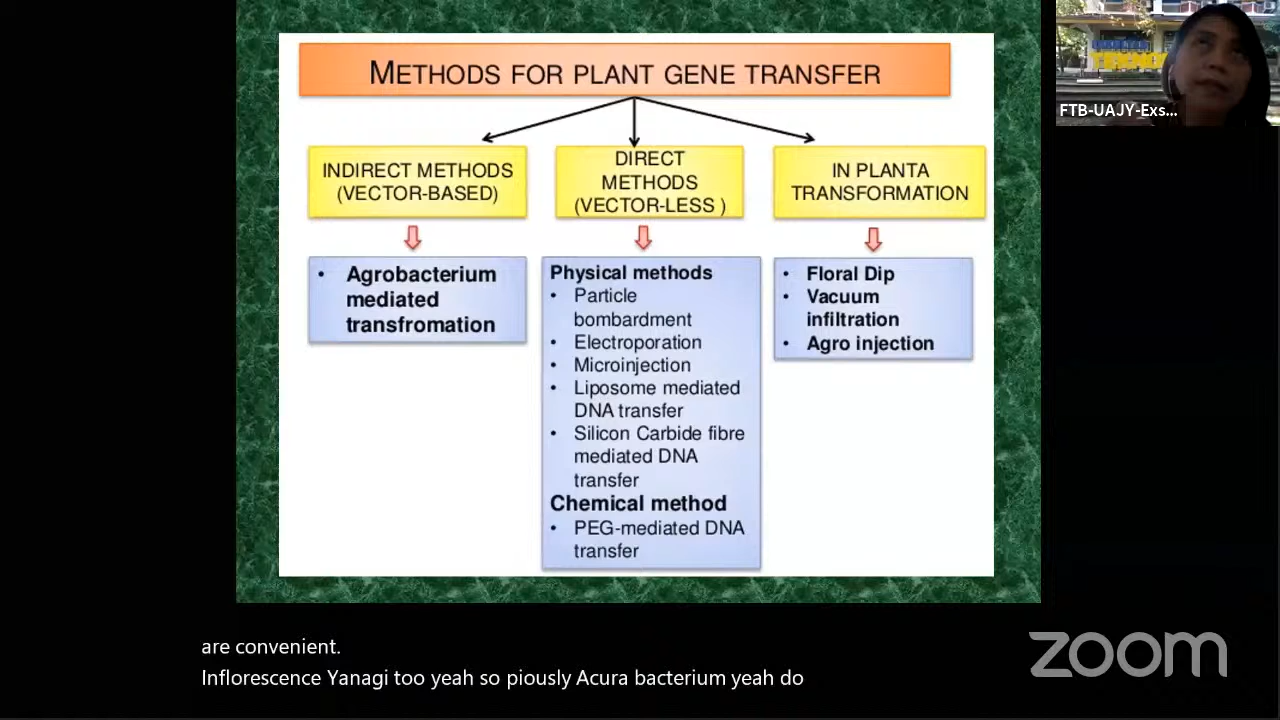 METHODS FOR PLANT GENE TRANSFER
INDIRECT METHODS
(VECTOR-BASED)
DIRECT
METHODS
(VECTOR-LESS )
IN PLANTA
TRANSFORMATION
• Agrobacterium
mediated
transfromation
Physical methods
• Particle
bombardment
• Electroporation
• Microinjection
• Liposome mediated
DNA transfer
• Silicon Carbide fibre
mediated DNA
transfer
Chemical method
• PEG-mediated DNA
transfer
• Floral Dip
• Vacuum
infiltration
• Agro injection
FTB-UAJY-Exs...
are convenient.
Inflorescence Yanagi too yeah so piously Acura bacterium yeah do
zoom